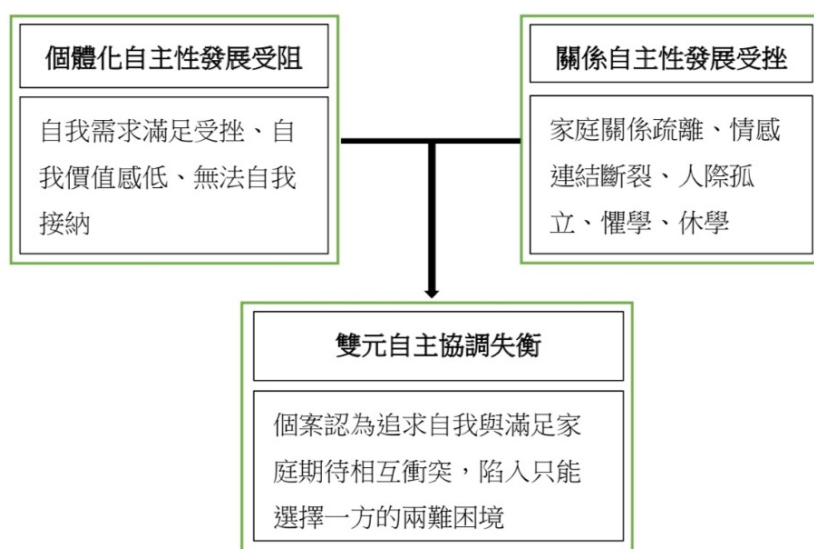 個體化自主性發展受阻
自我需求滿足受挫、自
我價值感低、無法自我
接納
關係自主性發展受挫
家庭關係疏離、情感
連結斷裂、人際孤
立、懼學、休學
雙元自主協調失衡
個案認為追求自我與滿足家
庭期待相互衝突，陷入只能
選擇一方的兩難困境